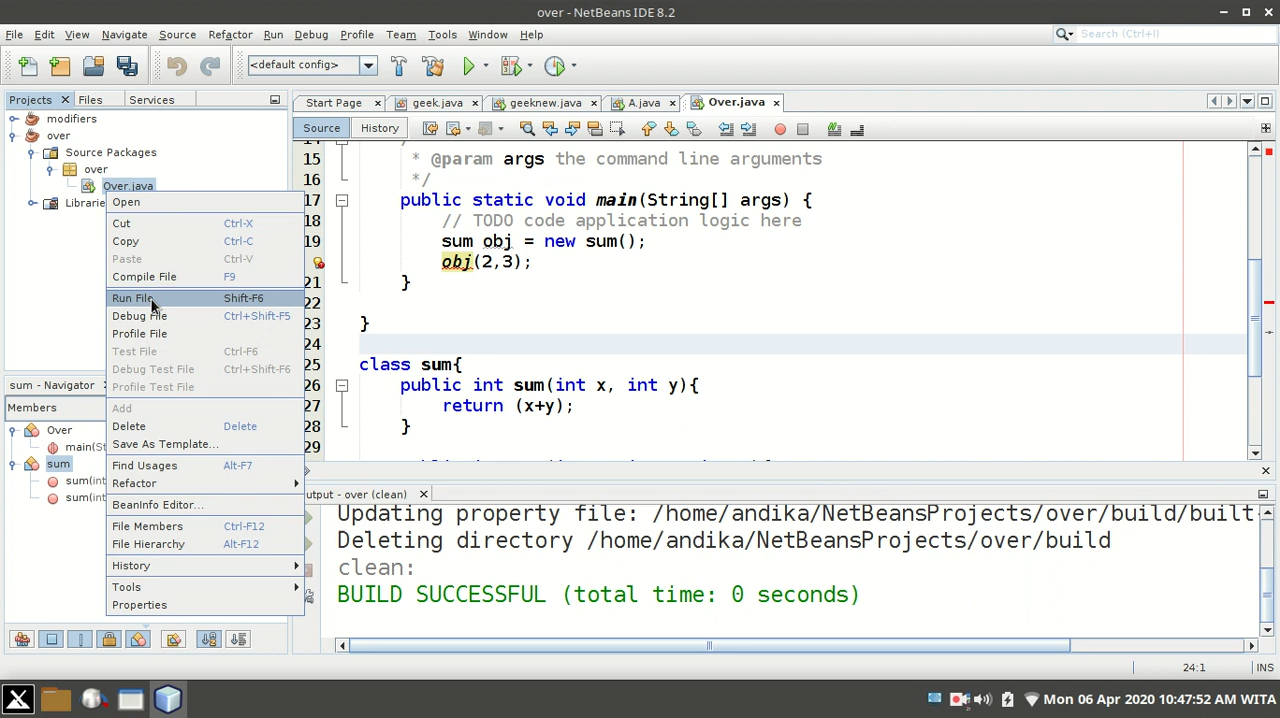 over - NetBeans IDE 8.2
File Edit View Navigate Source Refactor Run Debug Profile Team Tools Window Help
Search (Ctrl+I)
<default config>
Projects Files Services
Start Page geek.java geeknew.java A.java Over.java
Source History
modifiers
over
Source Packages
over
Over.java
Librarie
Open
Cut Ctrl-X
Copy Ctrl-C
Paste Ctrl-V
Compile File F9
Run File Shift-F6
Debug File Ctrl+Shift-F5
Profile File
Test File Ctrl-F6
Debug Test File Ctrl+Shift-F6
Profile Test File
Add
Delete Delete
Save As Template...
Find Usages Alt-F7
Refactor
BeanInfo Editor...
File Members Ctrl-F12
File Hierarchy Alt-F12
History
Tools
Properties
sum - Navigator
Members
Over
main(St
sum
sum(int
sum(int
15 * @param args the command line arguments
16 */
17 public static void main(String[] args) {
18 // TODO code application logic here
19 sum obj = new sum();
obj(2,3);
21 }
22
23 }
24
25 class sum{
26 public int sum(int x, int y){
27 return (x+y);
28 }
29
utput - over (clean)
Updating property file: /home/andika/NetBeansProjects/over/build/built-
Deleting directory /home/andika/NetBeansProjects/over/build
clean:
BUILD SUCCESSFUL (total time: 0 seconds)
24:1 INS
Mon 06 Apr 2020 10:47:52 AM WITA